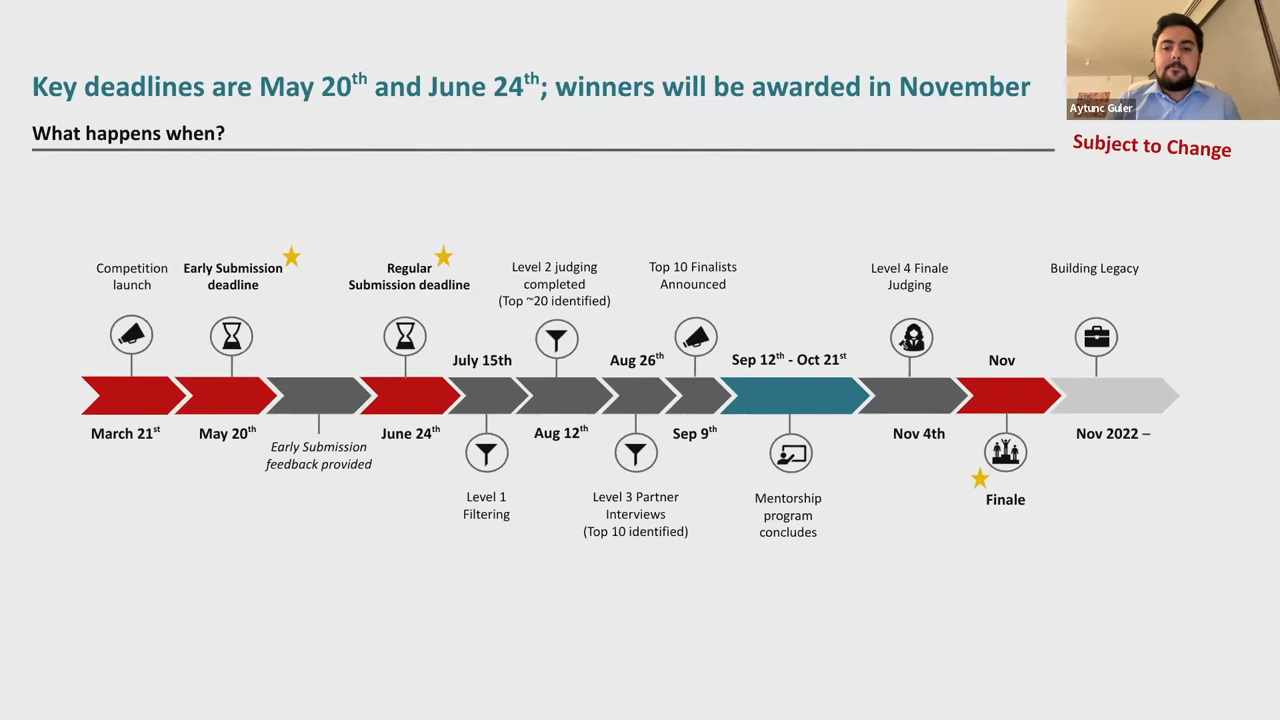 Key deadlines are May 20th and June 24th; winners will be awarded in November
Aytunc Guler
What happens when?
Subject to Change
Competition
launch
Early Submission
deadline
Regular
Submission deadline
Level 2 judging
completed
(Top ~20 identified)
Top 10 Finalists
Announced
Level 4 Finale
Judging
Building Legacy
July 15th
Aug 26th
Sep 12th - Oct 21st
Nov
March 21st
May 20th
Early Submission
feedback provided
June 24th
Aug 12th
Sep 9th
Nov 4th
Nov 2022 –
Level 1
Filtering
Level 3 Partner
Interviews
(Top 10 identified)
Mentorship
program
concludes
Finale